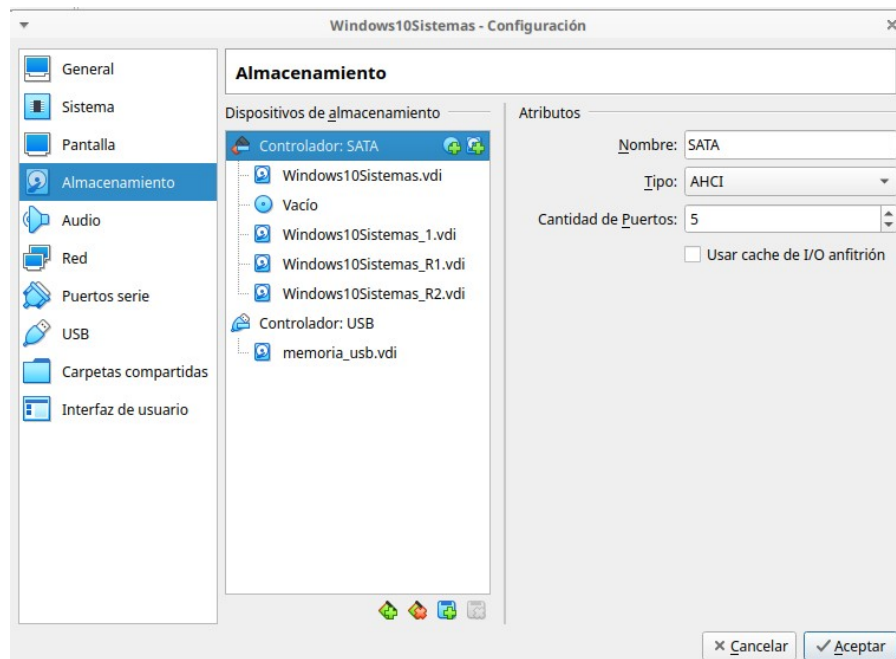 Windows10Sistemas - Configuración
General
Sistema
Pantalla
Almacenamiento
Audio
Red
Puertos serie
USB
Carpetas compartidas
Interfaz de usuario
Almacenamiento
Dispositivos de almacenamiento
Controlador: SATA
Windows10Sistemas.vdi
Vacío
Windows10Sistemas_1.vdi
Windows10Sistemas_R1.vdi
Windows10Sistemas_R2.vdi
Controlador: USB
memoria_usb.vdi
Atributos
Nombre: SATA
Tipo: AHCI
Cantidad de Puertos: 5
Usar cache de I/O anfitrión
Cancelar
Aceptar